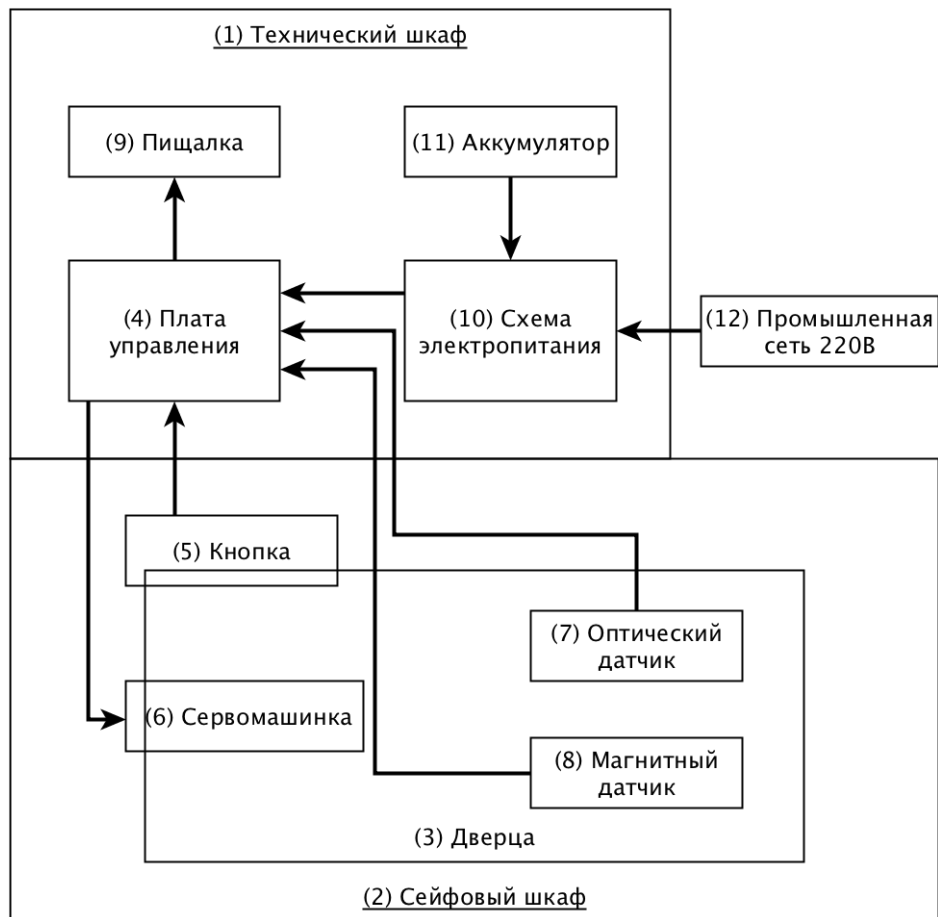 (1) Технический шкаф
(9) Пищалка
(11) Аккумулятор
(4) Плата
управления
(10) Схема
электропитания
(12) Промышленная
сеть 220В
(5) Кнопка
(7) Оптический
датчик
(6) Сервомашинка
(8) Магнитный
датчик
(3) Дверца
(2) Сейфовый шкаф